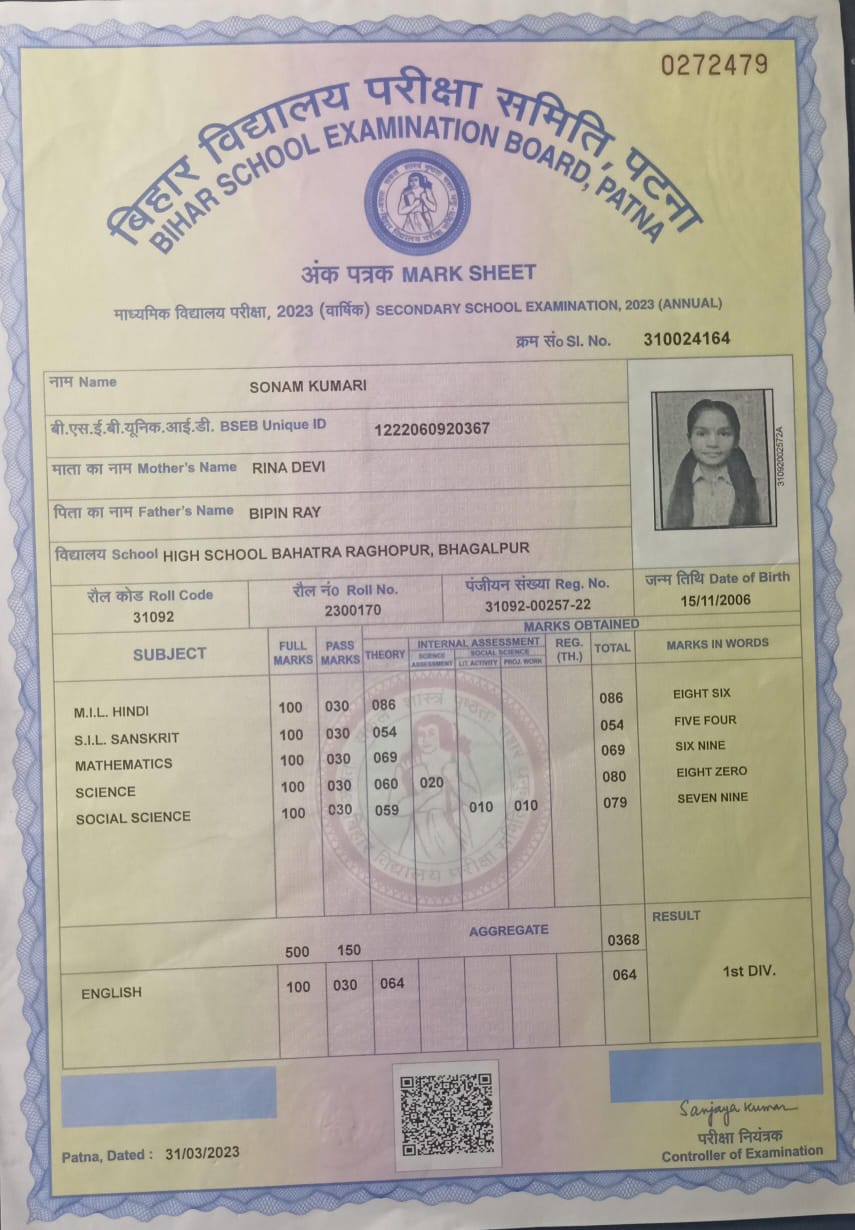 0272479
बिहार विद्यालय परीक्षा समिति, पटना
BIHAR SCHOOL EXAMINATION BOARD, PATNA
अंक पत्रक MARK SHEET
माध्यमिक विद्यालय परीक्षा, 2023 (वार्षिक) SECONDARY SCHOOL EXAMINATION, 2023 (ANNUAL)
क्रम सं० Sl. No. 310024164
नाम Name SONAM KUMARI
बी.एस.ई.बी.यूनिक.आई.डी. BSEB Unique ID 1222060920367
माता का नाम Mother's Name RINA DEVI
पिता का नाम Father's Name BIPIN RAY
विद्यालय School HIGH SCHOOL BAHATRA RAGHOPUR, BHAGALPUR
31092002572A
रौल कोड Roll Code रौल नं० Roll No. पंजीयन संख्या Reg. No. जन्म तिथि Date of Birth
31092 2300170 31092-00257-22 15/11/2006
MARKS OBTAINED
SUBJECT FULL MARKS PASS MARKS THEORY INTERNAL ASSESSMENT REG. (TH.) TOTAL MARKS IN WORDS
SCIENCE ASSESSMENT SOCIAL SCIENCE LIT. ACTIVITY PROJ. WORK
M.I.L. HINDI 100 030 086 086 EIGHT SIX
S.I.L. SANSKRIT 100 030 054 054 FIVE FOUR
MATHEMATICS 100 030 069 069 SIX NINE
SCIENCE 100 030 060 020 080 EIGHT ZERO
SOCIAL SCIENCE 100 030 059 010 010 079 SEVEN NINE
500 150 AGGREGATE 0368 RESULT
ENGLISH 100 030 064 064 1st DIV.
Sanjaya Kumar
परीक्षा नियंत्रक
Patna, Dated : 31/03/2023 Controller of Examination